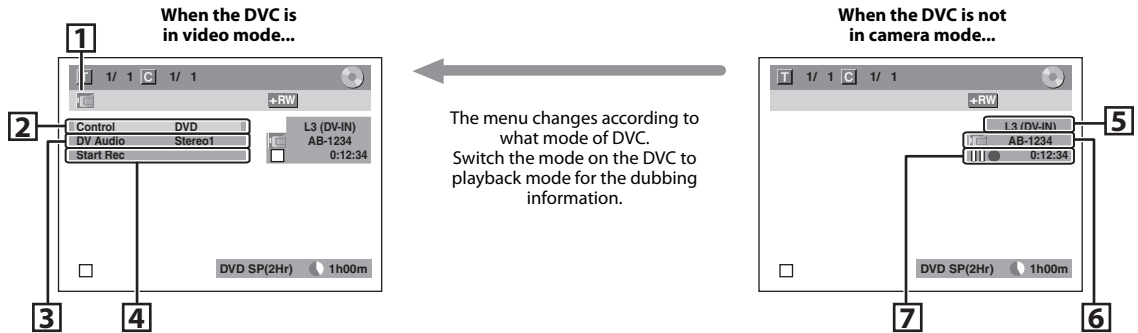 When the DVC is
in video mode...
1
T 1/ 1 C 1/ 1
+RW
2
Control DVD
DV Audio Stereo1
Start Rec
L3 (DV-IN)
AB-1234
0:12:34
DVD SP(2Hr) 1h00m
3
4
The menu changes according to
what mode of DVC.
Switch the mode on the DVC to
playback mode for the dubbing
information.
When the DVC is not
in camera mode...
T 1/ 1 C 1/ 1
+RW
L3 (DV-IN)
5
AB-1234
0:12:34
DVD SP(2Hr) 1h00m
7
6